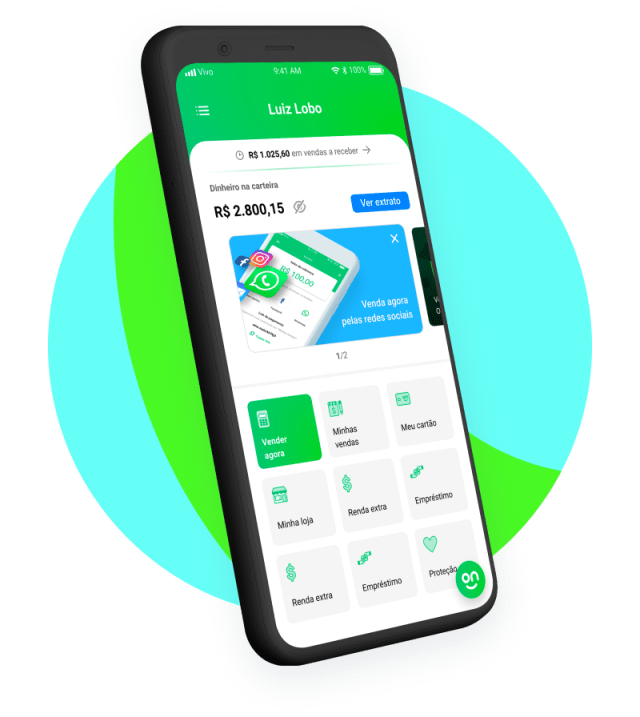 Vivo 9:41 AM 100%
Luiz Lobo
R$ 1.025,60 em vendas a receber
Dinheiro na carteira
R$ 2.800,15 Ver extrato
R$ 100,00
Venda agora
pelas redes sociais
1/2
Vender
agora
Minhas
vendas
Meu cartão
Minha loja
Renda extra
Empréstimo
Renda extra
Empréstimo
Proteção
on